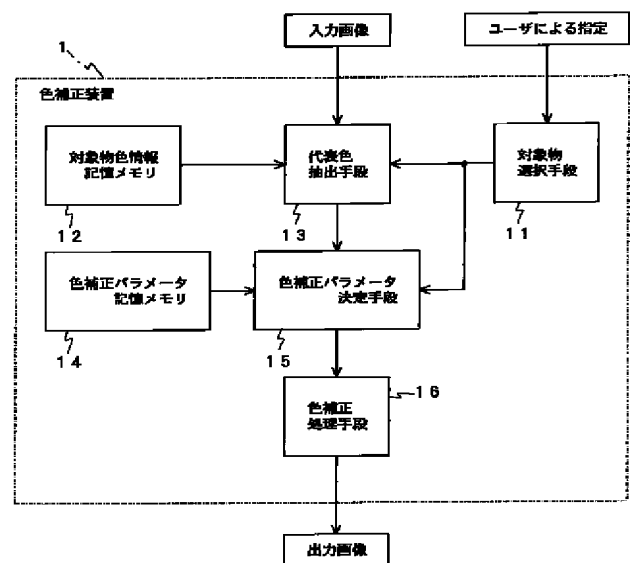 入力画像
ユーザによる指定
1
色補正装置
対象物色情報
記憶メモリ
12
代表色
抽出手段
13
対象物
選択手段
11
色補正パラメータ
記憶メモリ
14
色補正パラメータ
決定手段
15
色補正
処理手段
16
出力画像